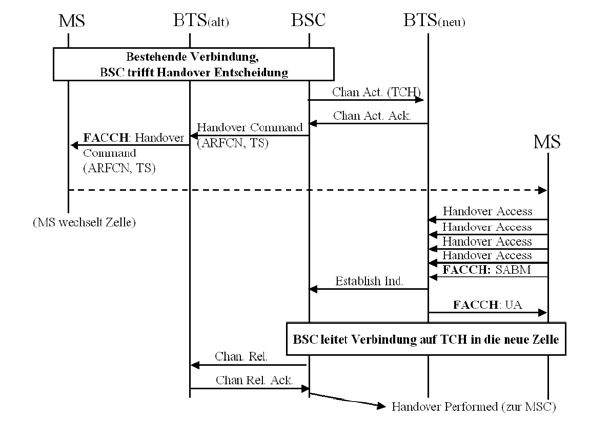 MS BTS(alt) BSC BTS(neu)
Bestehende Verbindung,
BSC trifft Handover Entscheidung
Chan Act. (TCH)
Chan Act. Ack.
MS
Handover Command
(ARFCN, TS)
FACCH: Handover
Command
(ARFCN, TS)
(MS wechselt Zelle)
Handover Access
Handover Access
Handover Access
Handover Access
FACCH: SABM
Establish Ind.
FACCH: UA
BSC leitet Verbindung auf TCH in die neue Zelle
Chan. Rel.
Chan Rel. Ack.
Handover Performed (zur MSC)